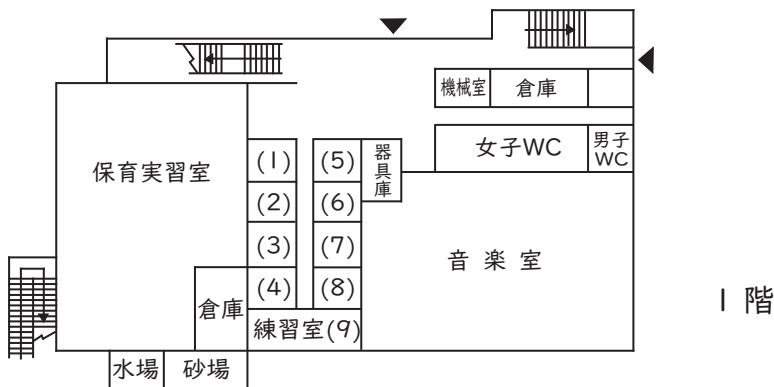 機械室
倉庫
女子WC
男子
WC
器
具
庫
保育実習室
(1)
(5)
(2)
(6)
(3)
(7)
(4)
(8)
音楽室
倉庫
練習室(9)
1階
水場
砂場